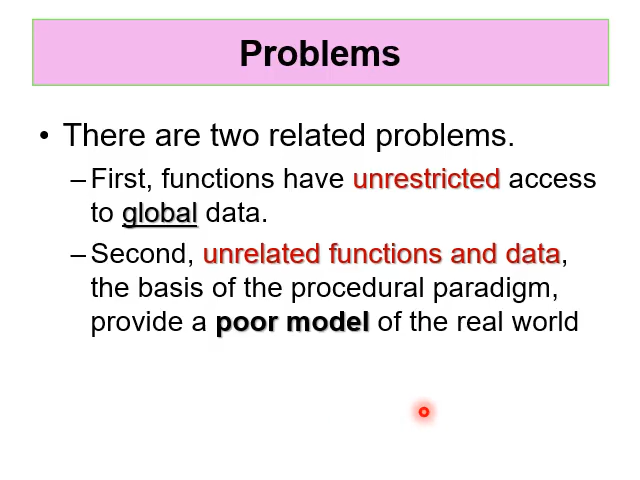 Problems
• There are two related problems.
– First, functions have unrestricted access
to global data.
– Second, unrelated functions and data,
the basis of the procedural paradigm,
provide a poor model of the real world